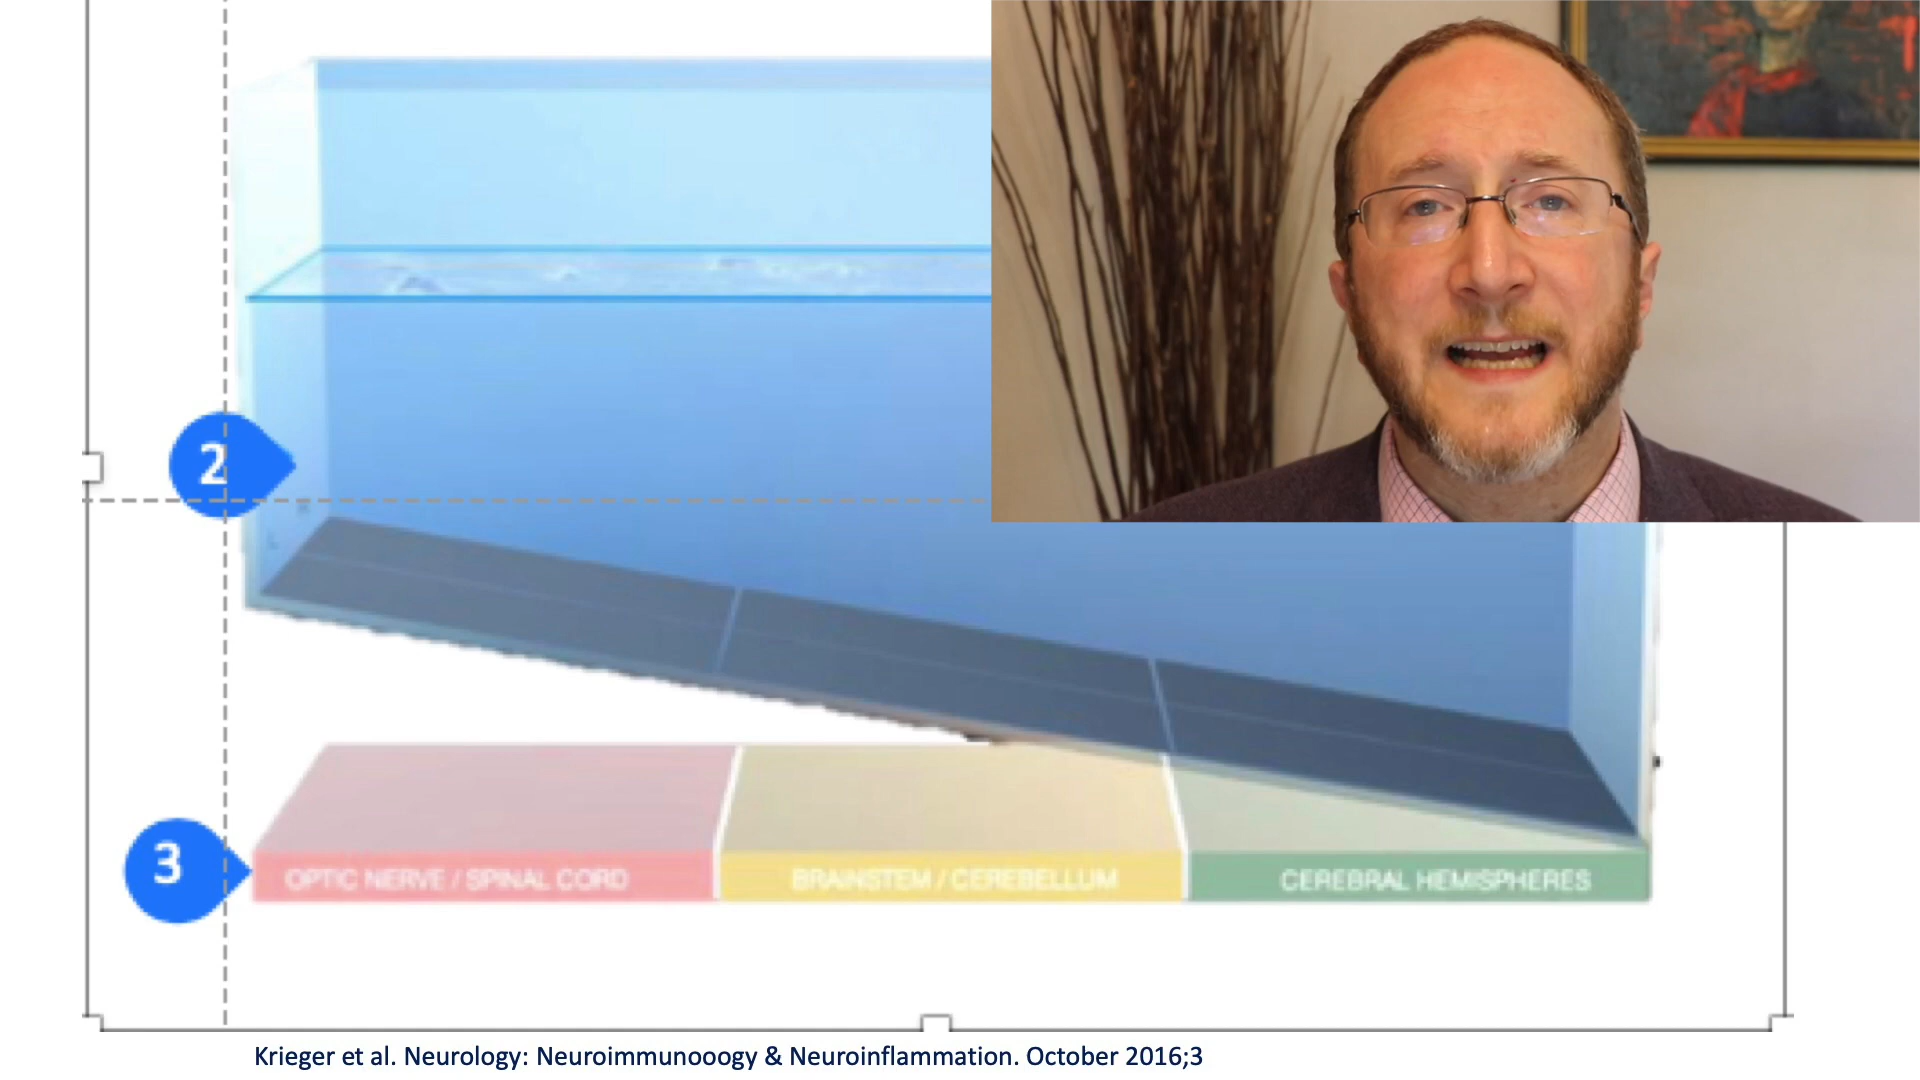 2
3
OPTIC NERVE / SPINAL CORD
BRAINSTEM / CEREBELLUM
CEREBRAL HEMISPHERES
Krieger et al. Neurology: Neuroimmunooogy & Neuroinflammation. October 2016;3